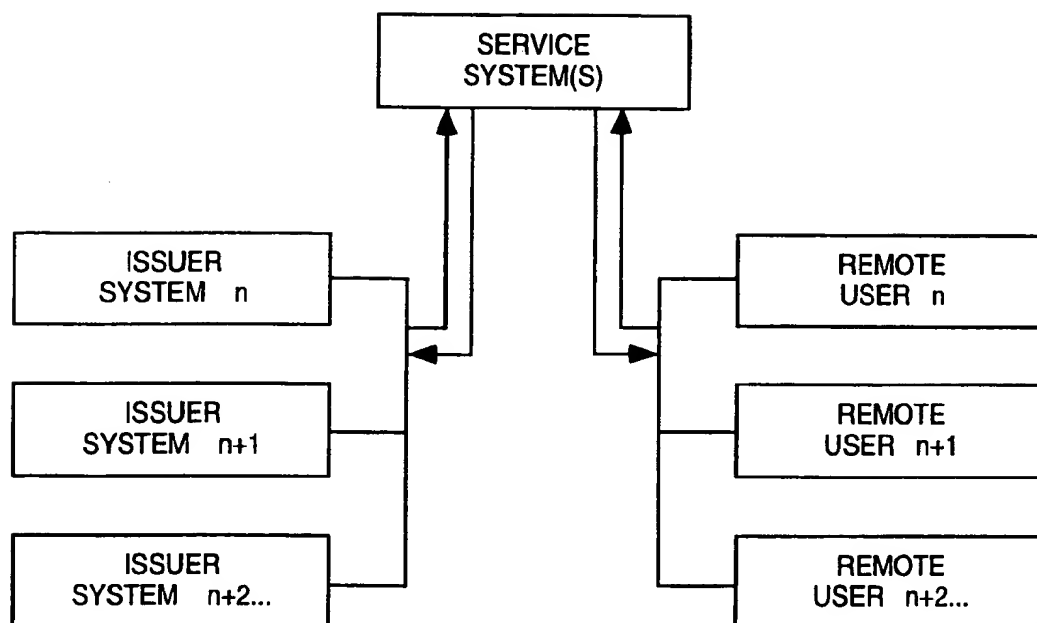 SERVICE
SYSTEM(S)
ISSUER
SYSTEM n
REMOTE
USER n
ISSUER
SYSTEM n+1
REMOTE
USER n+1
ISSUER
SYSTEM n+2...
REMOTE
USER n+2...